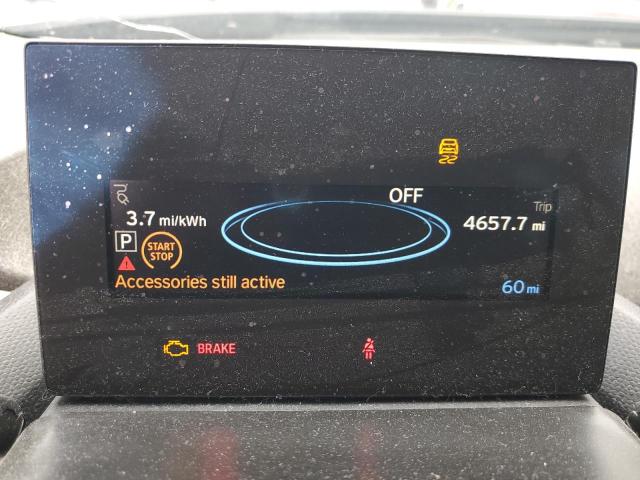 OFF
Trip
3.7 mi/kWh
4657.7 mi
P
START
STOP
Accessories still active
60 mi
BRAKE